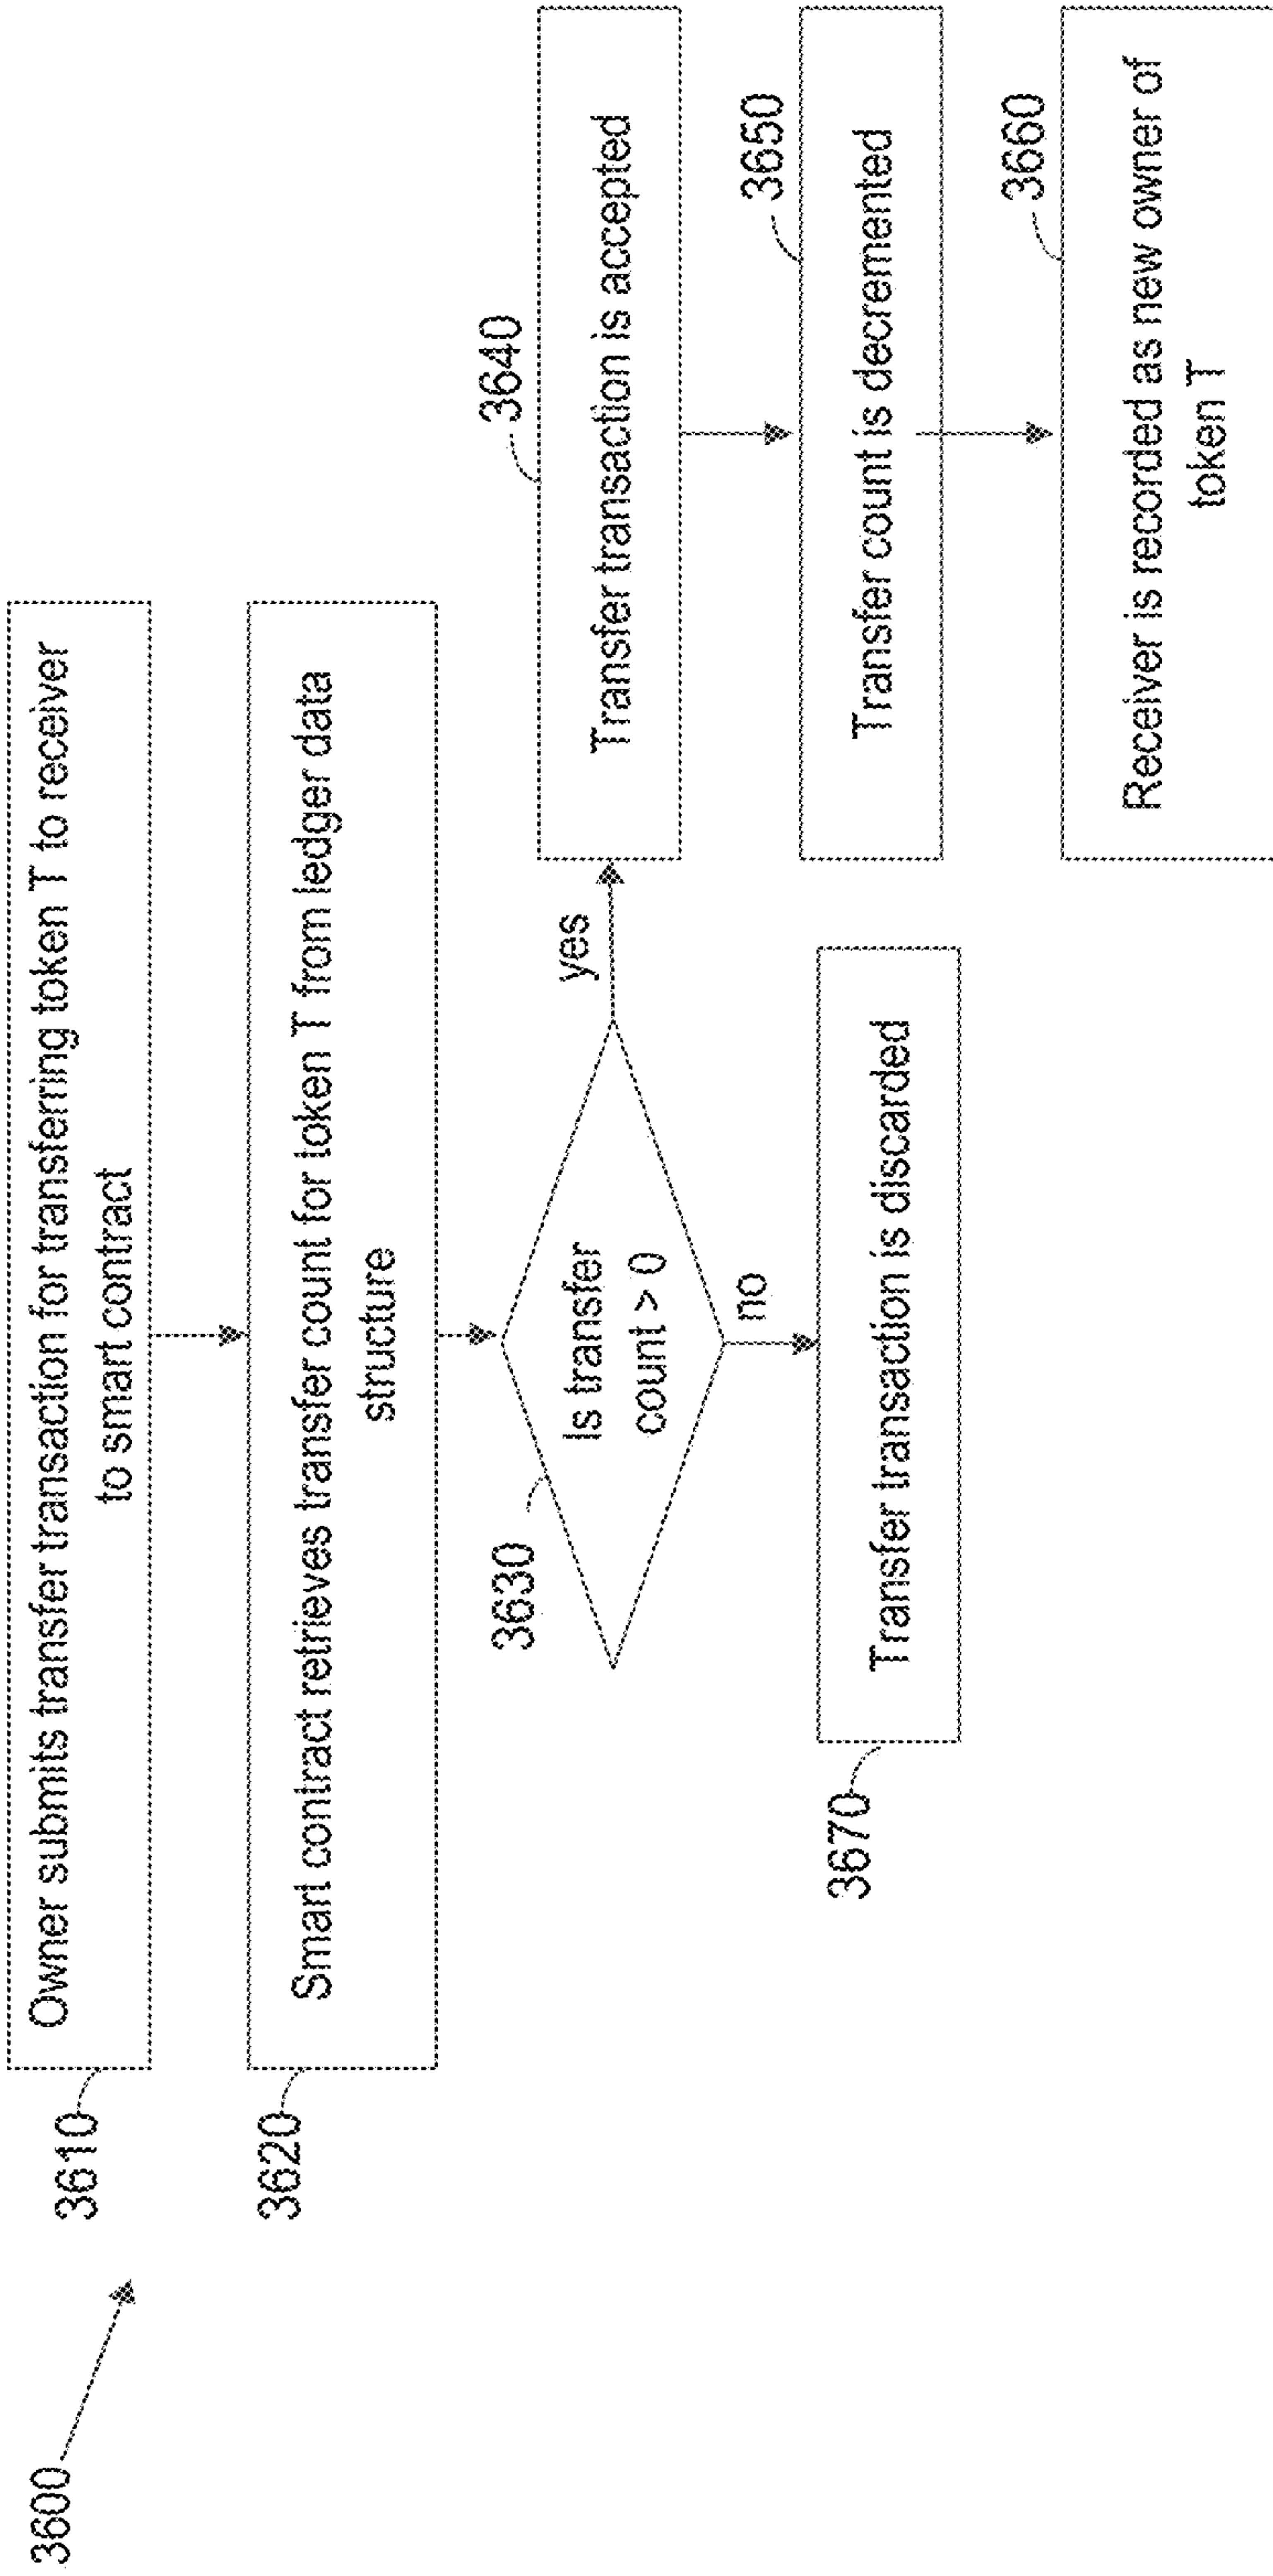 3600
3610
Owner submits transfer transaction for transferring token T to receiver
to smart contract
3620
Smart contract retrieves transfer count for token T from ledger data
structure
3630
Is transfer
count > 0
yes
no
3640
Transfer transaction is accepted
3650
Transfer count is decremented
3660
Receiver is recorded as new owner of
token T
3670
Transfer transaction is discarded